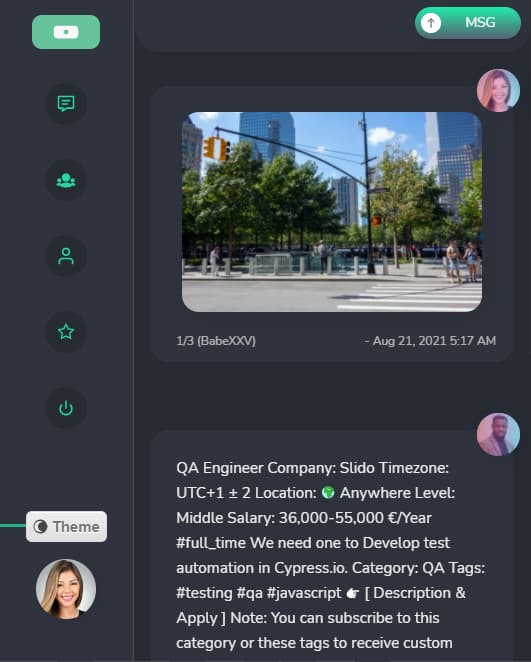 MSG
1/3 (BabeXXV)
- Aug 21, 2021 5:17 AM
QA Engineer Company: Slido Timezone:
UTC+1 ± 2 Location: 🌍 Anywhere Level:
Middle Salary: 36,000-55,000 €/Year
#full_time We need one to Develop test
automation in Cypress.io. Category: QA Tags:
#testing #qa #javascript 👉 [ Description &
Apply ] Note: You can subscribe to this
category or these tags to receive custom
Theme